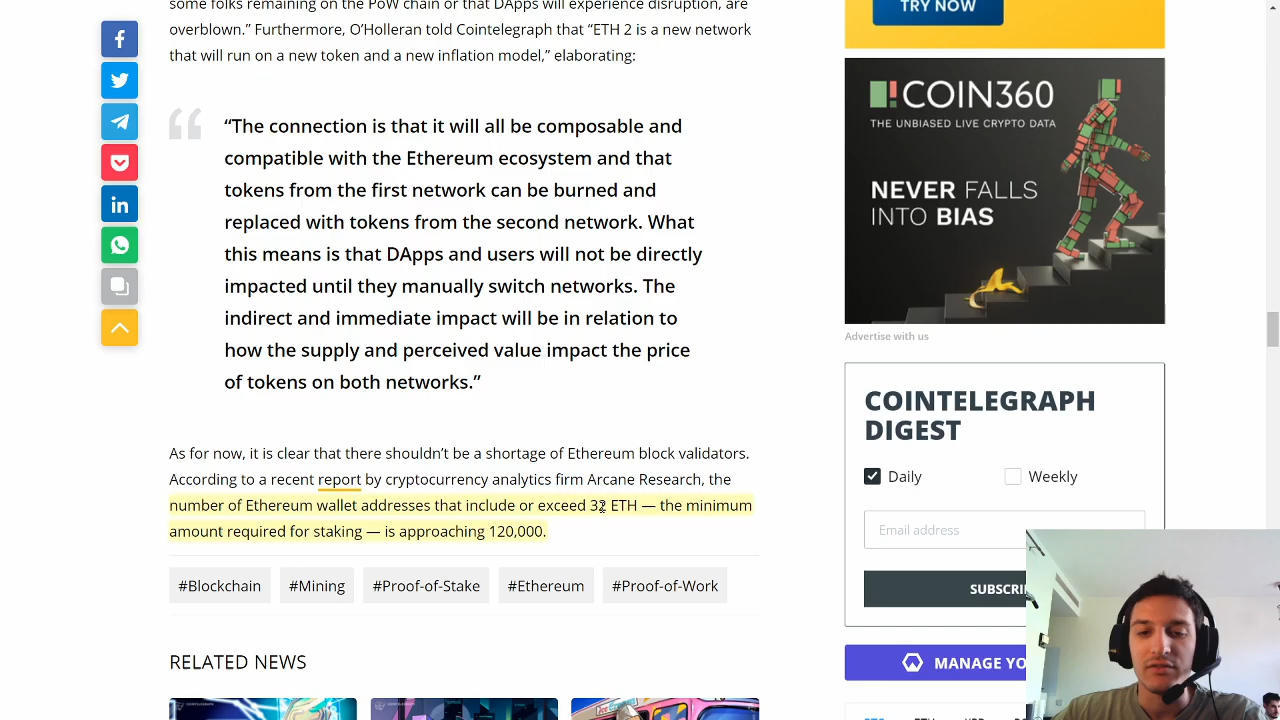 some folks remaining on the PoW chain or that DApps will experience disruption, are
overblown.” Furthermore, O’Holleran told Cointelegraph that “ETH 2 is a new network
that will run on a new token and a new inflation model,” elaborating:
“The connection is that it will all be composable and
compatible with the Ethereum ecosystem and that
tokens from the first network can be burned and
replaced with tokens from the second network. What
this means is that DApps and users will not be directly
impacted until they manually switch networks. The
indirect and immediate impact will be in relation to
how the supply and perceived value impact the price
of tokens on both networks.”
As for now, it is clear that there shouldn’t be a shortage of Ethereum block validators.
According to a recent report by cryptocurrency analytics firm Arcane Research, the
number of Ethereum wallet addresses that include or exceed 32 ETH — the minimum
amount required for staking — is approaching 120,000.
#Blockchain
#Mining
#Proof-of-Stake
#Ethereum
#Proof-of-Work
RELATED NEWS
TRY NOW
COIN360
THE UNBIASED LIVE CRYPTO DATA
NEVER FALLS
INTO BIAS
Advertise with us
COINTELEGRAPH
DIGEST
Daily
Weekly
Email address
SUBSCRI
MANAGE YO